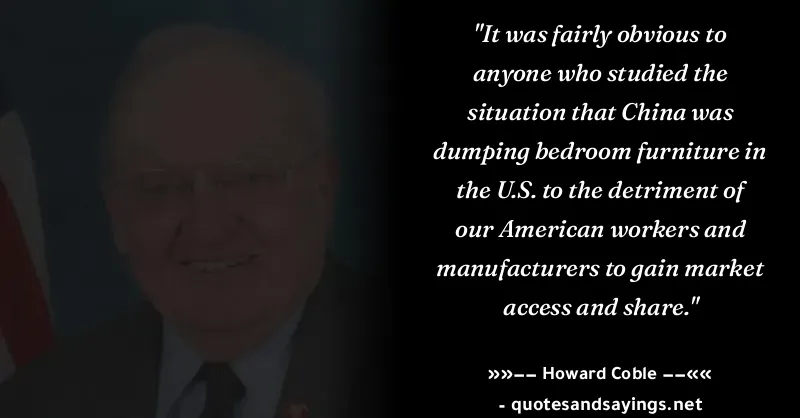 "It was fairly obvious to
anyone who studied the
situation that China was
dumping bedroom furniture in
the U.S. to the detriment of
our American workers and
manufacturers to gain market
access and share."
»»–– Howard Coble ––««
- quotesandsayings.net